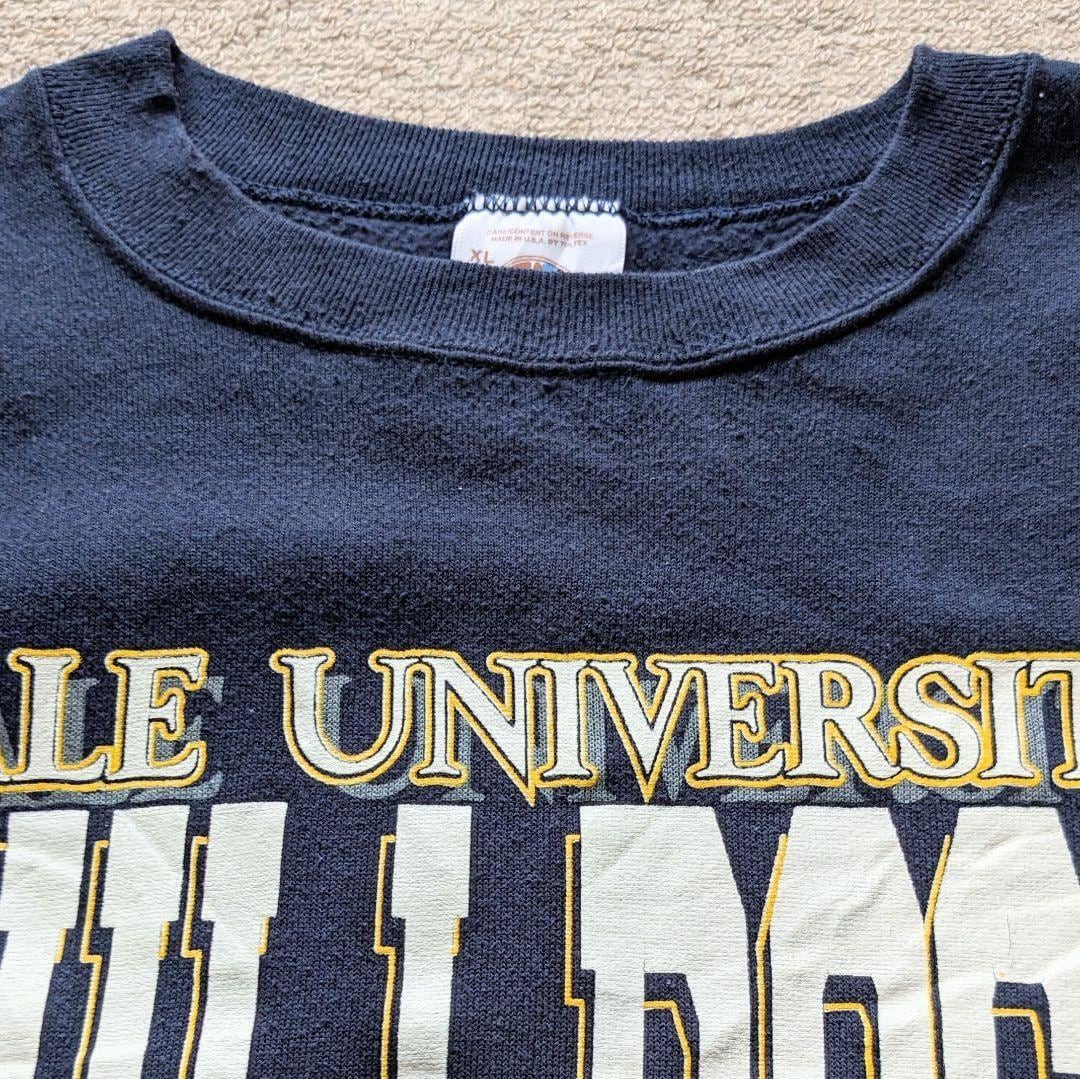 CARE/CONTENT ON REVERSE
MADE IN U.S.A. BY TULTEX
XL
ALE UNIVERSIT